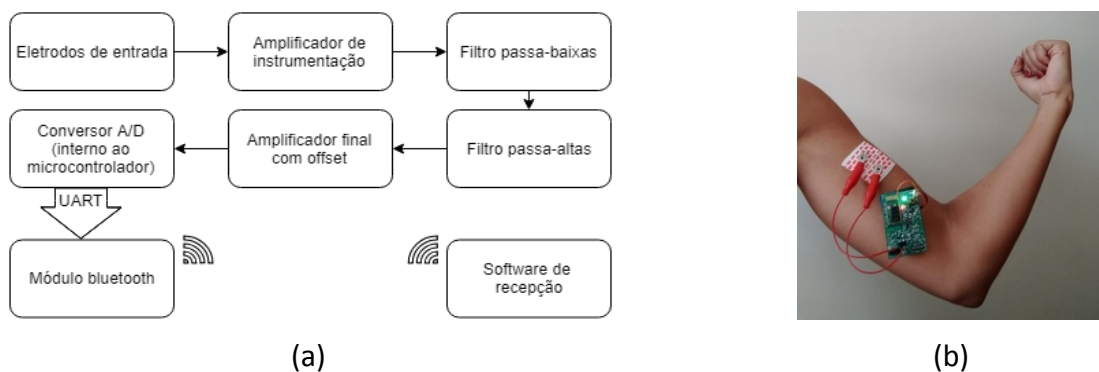 Eletrodos de entrada
Amplificador de
instrumentação
Filtro passa-baixas
Conversor A/D
(interno ao
microcontrolador)
Amplificador final
com offset
Filtro passa-altas
UART
Módulo bluetooth
Software de
recepção
(a)
(b)